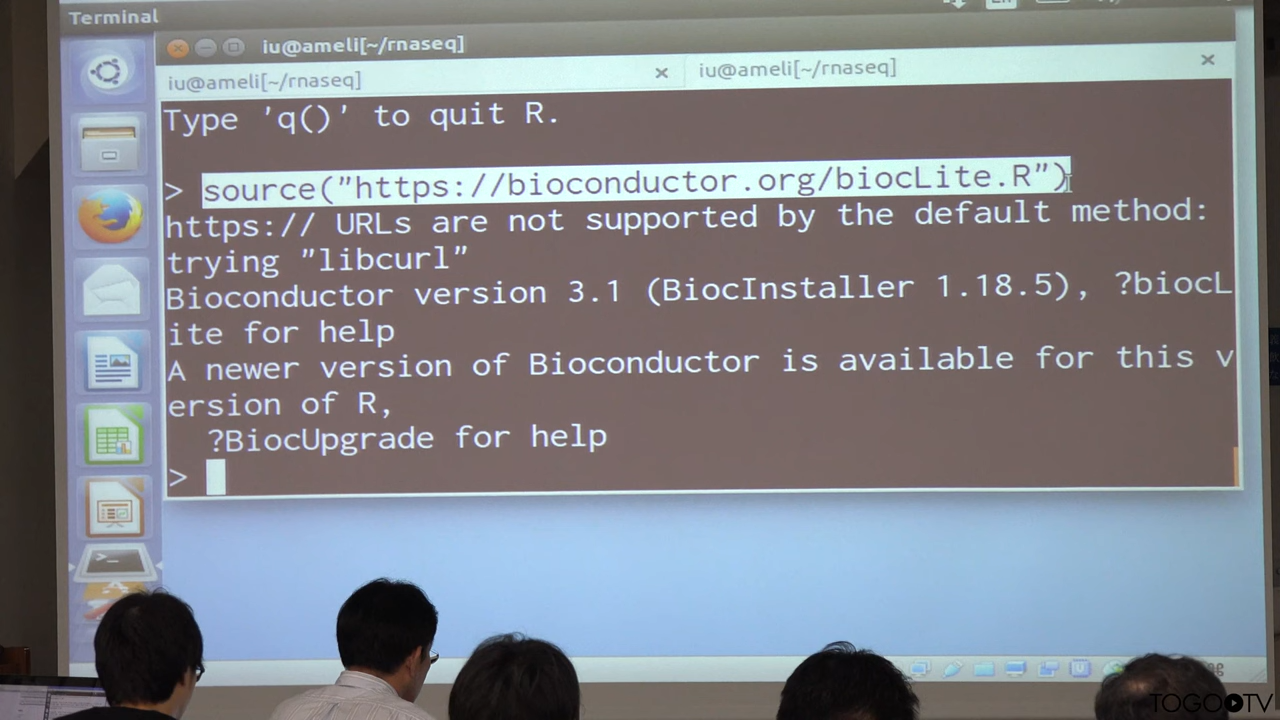 Terminal
iu@ameli[~/rnaseq]
iu@ameli[~/rnaseq]
iu@ameli[~/rnaseq]
Type 'q()' to quit R.
> source("https://bioconductor.org/biocLite.R")
https:// URLs are not supported by the default method:
trying "libcurl"
Bioconductor version 3.1 (BiocInstaller 1.18.5), ?biocL
ite for help
A newer version of Bioconductor is available for this v
ersion of R,
?BiocUpgrade for help
>
TOGOTV